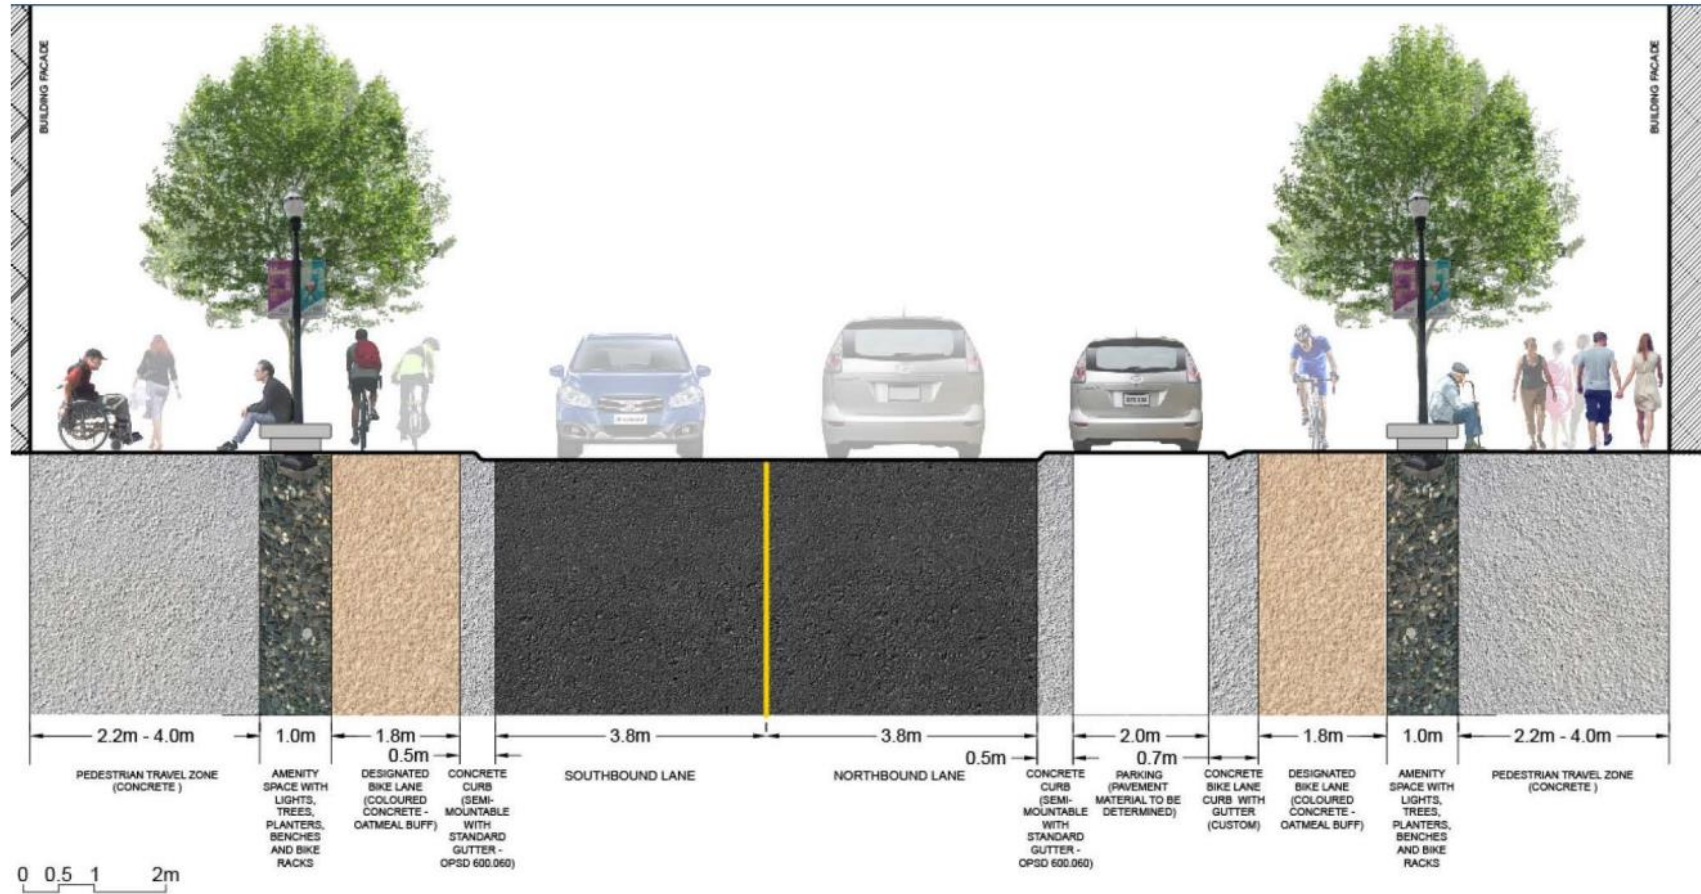 BUILDING FACADE
BUILDING FACADE
2.2m - 4.0m
1.0m
1.8m
0.5m
3.8m
3.8m
0.5m
2.0m
0.7m
1.8m
1.0m
2.2m - 4.0m
PEDESTRIAN TRAVEL ZONE
(CONCRETE )
AMENITY
SPACE WITH
LIGHTS,
TREES,
PLANTERS,
BENCHES
AND BIKE
RACKS
DESIGNATED
BIKE LANE
(COLOURED
CONCRETE -
OATMEAL BUFF)
CONCRETE
CURB
(SEMI-
MOUNTABLE
WITH
STANDARD
GUTTER -
OPSD 600.060)
SOUTHBOUND LANE
NORTHBOUND LANE
CONCRETE
CURB
(SEMI-
MOUNTABLE
WITH
STANDARD
GUTTER -
OPSD 600.060)
PARKING
(PAVEMENT
MATERIAL TO BE
DETERMINED)
CONCRETE
BIKE LANE
CURB WITH
GUTTER
(CUSTOM)
DESIGNATED
BIKE LANE
(COLOURED
CONCRETE -
OATMEAL BUFF)
AMENITY
SPACE WITH
LIGHTS,
TREES,
PLANTERS,
BENCHES
AND BIKE
RACKS
PEDESTRIAN TRAVEL ZONE
(CONCRETE )
0 0.5 1 2m